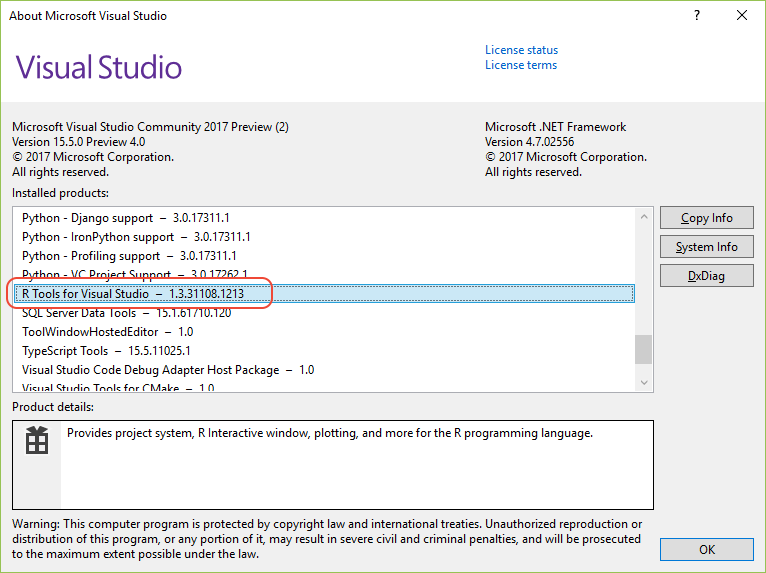 About Microsoft Visual Studio
?
Visual Studio
License status
License terms
Microsoft Visual Studio Community 2017 Preview (2)
Version 15.5.0 Preview 4.0
© 2017 Microsoft Corporation.
All rights reserved.
Microsoft .NET Framework
Version 4.7.02556
© 2017 Microsoft Corporation.
All rights reserved.
Installed products:
Python - Django support – 3.0.17311.1
Python - IronPython support – 3.0.17311.1
Python - Profiling support – 3.0.17311.1
Python - VC Project Support – 3.0.17262.1
R Tools for Visual Studio – 1.3.31108.1213
SQL Server Data Tools – 15.1.61710.120
ToolWindowHostedEditor – 1.0
TypeScript Tools – 15.5.11025.1
Visual Studio Code Debug Adapter Host Package – 1.0
Visual Studio Tools for CMake – 1.0
Copy Info
System Info
DxDiag
Product details:
Provides project system, R Interactive window, plotting, and more for the R programming language.
Warning: This computer program is protected by copyright law and international treaties. Unauthorized reproduction or
distribution of this program, or any portion of it, may result in severe civil and criminal penalties, and will be prosecuted
to the maximum extent possible under the law.
OK